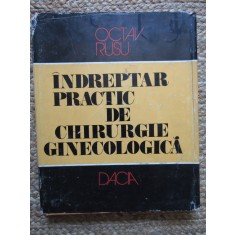 OCTAV
RUSU
ÎNDREPTAR
PRACTIC
DE
CHIRURGIE
GINECOLOGICĂ
DACIA